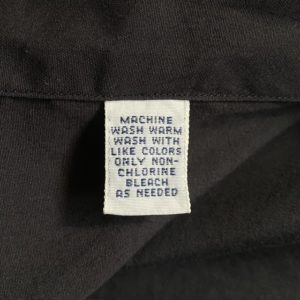 MACHINE
WASH WARM
WASH WITH
LIKE COLORS
ONLY NON-
CHLORINE
BLEACH
AS NEEDED